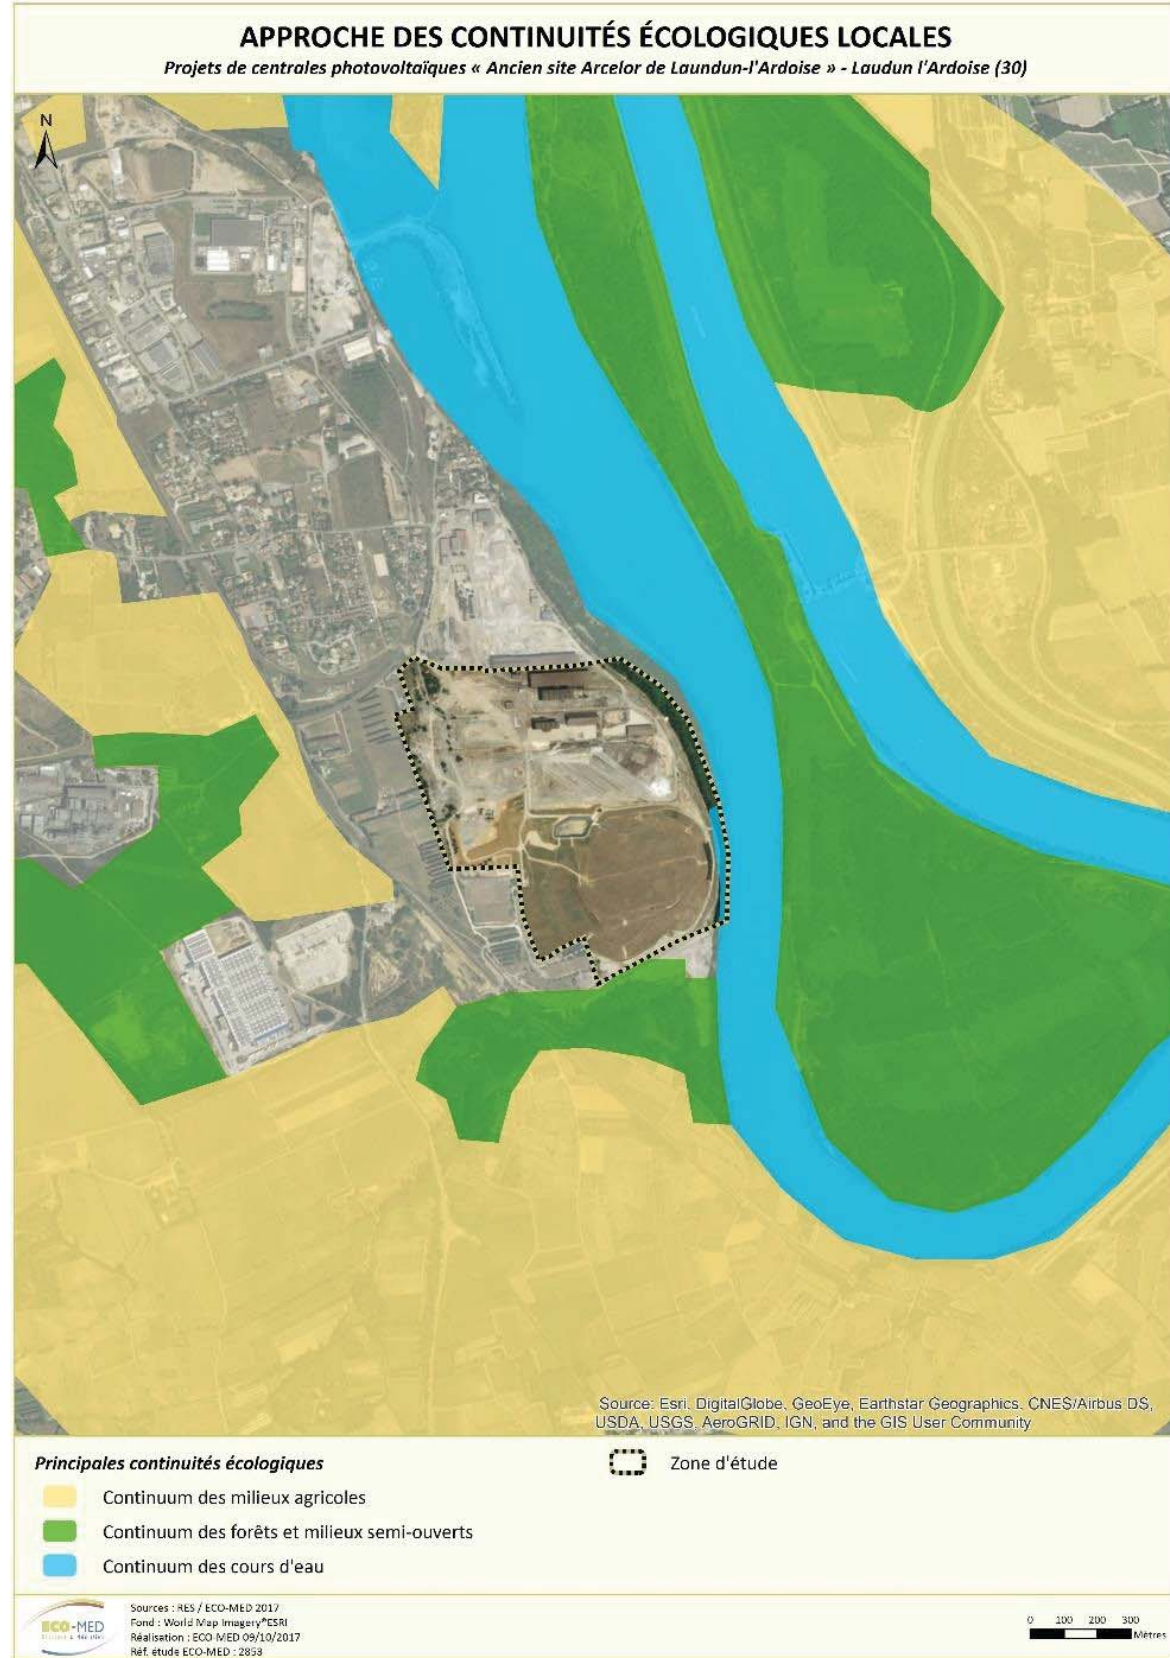 APPROCHE DES CONTINUITÉS ÉCOLOGIQUES LOCALES
Projets de centrales photovoltaïques « Ancien site Arcelor de Laundun-l'Ardoise » - Laudun l'Ardoise (30)
N
Source: Esri, DigitalGlobe, GeoEye, Earthstar Geographics, CNES/Airbus DS,
USDA, USGS, AeroGRID, IGN, and the GIS User Community
Principales continuités écologiques
Zone d'étude
Continuum des milieux agricoles
Continuum des forêts et milieux semi-ouverts
Continuum des cours d'eau
ECO-MED
Sources : RES / ECO-MED 2017
Fond : World Map Imagery®ESRI
Réalisation : ECO-MED 09/10/2017
Réf. étude ECO-MED : 2853
0 100 200 300
Mètres